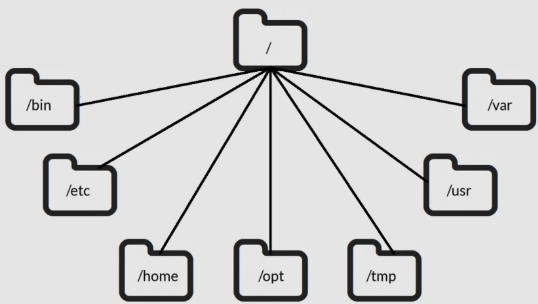 /
/bin
/var
/etc
/usr
/home
/opt
/tmp